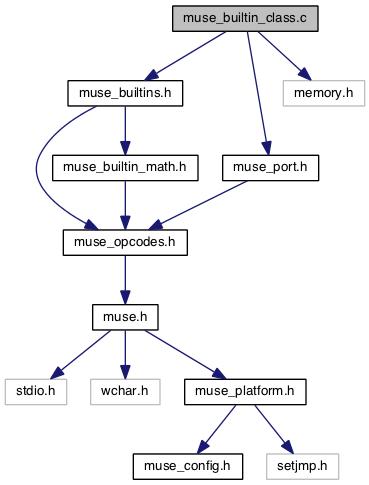 muse_builtin_class.c
muse_builtins.h
memory.h
muse_builtin_math.h
muse_port.h
muse_opcodes.h
muse.h
stdio.h
wchar.h
muse_platform.h
muse_config.h
setjmp.h